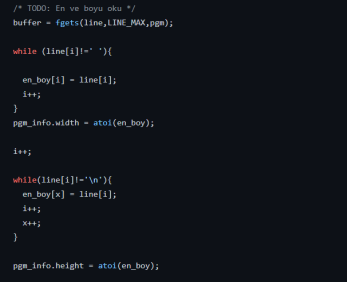 /* TODO: En ve boyu oku */
buffer = fgets(line,LINE_MAX,pgm);
while (line[i]!=' '){
en_boy[i] = line[i];
i++;
}
pgm_info.width = atoi(en_boy);
i++;
while(line[i]!='\n'){
en_boy[x] = line[i];
i++;
x++;
}
pgm_info.height = atoi(en_boy);